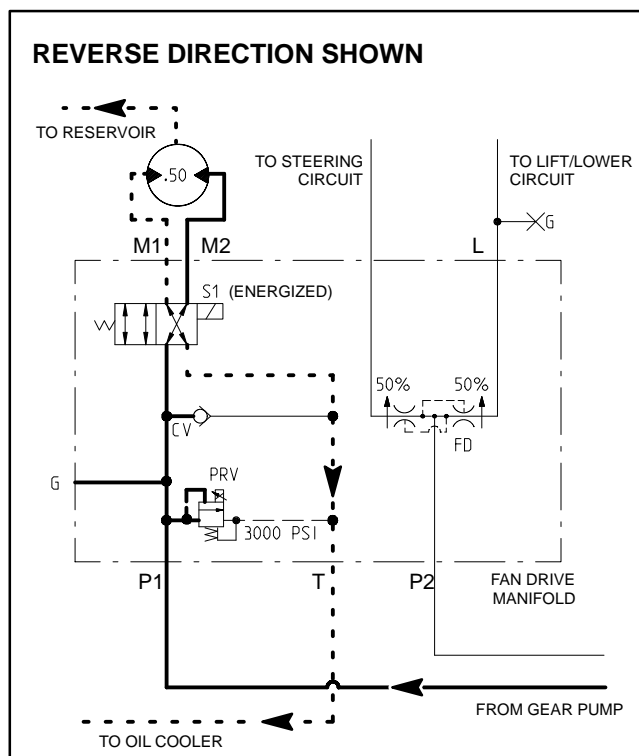 REVERSE DIRECTION SHOWN
TO RESERVOIR
.50
TO STEERING
CIRCUIT
TO LIFT/LOWER
CIRCUIT
G
M1
M2
L
S1 (ENERGIZED)
50%
50%
CV
FD
G
PRV
3000 PSI
P1
T
P2
FAN DRIVE
MANIFOLD
FROM GEAR PUMP
TO OIL COOLER